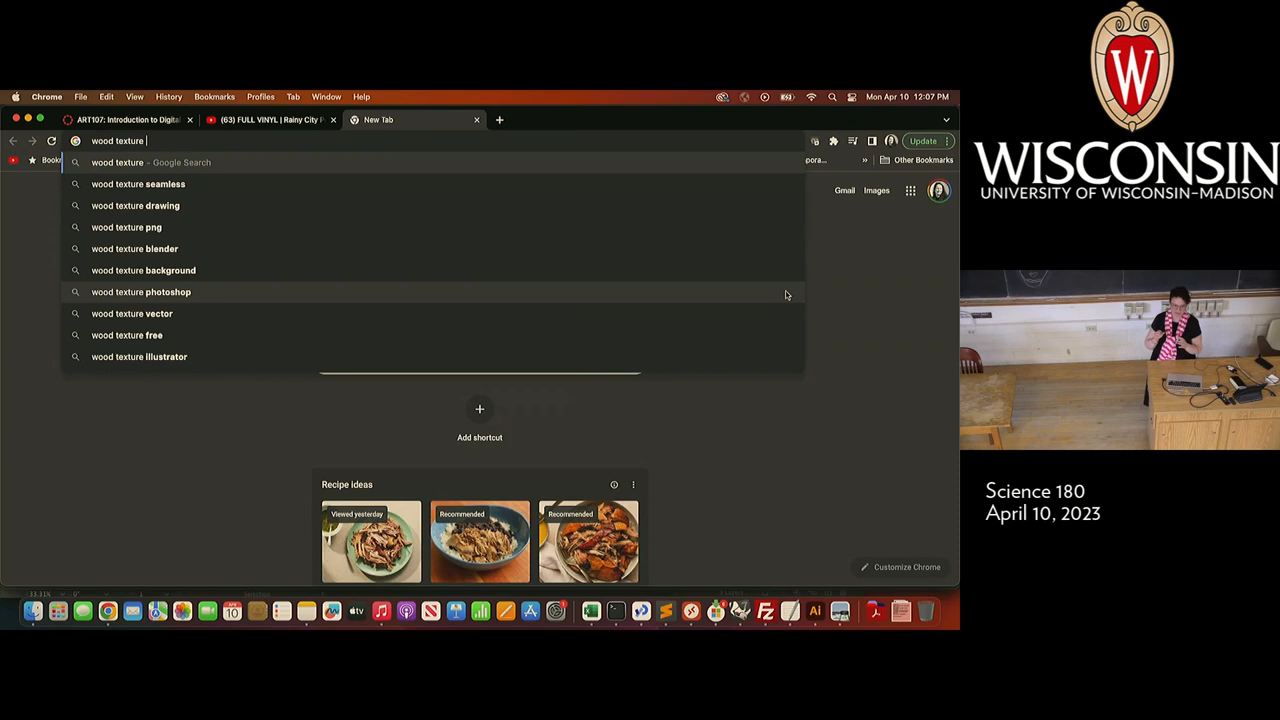 Chrome File Edit View History Bookmarks Profiles Tab Window Help
Mon Apr 10 12:07 PM
ART107: Introduction to Digital
(63) FULL VINYL | Rainy City
New Tab
wood texture
Update
Other Bookmarks
wood texture – Google Search
wood texture seamless
wood texture drawing
wood texture png
wood texture blender
wood texture background
wood texture photoshop
wood texture vector
wood texture free
wood texture illustrator
Gmail Images
Add shortcut
Recipe ideas
Viewed yesterday
Recommended
Recommended
Customize Chrome
W
WISCONSIN
UNIVERSITY OF WISCONSIN–MADISON
Science 180
April 10, 2023